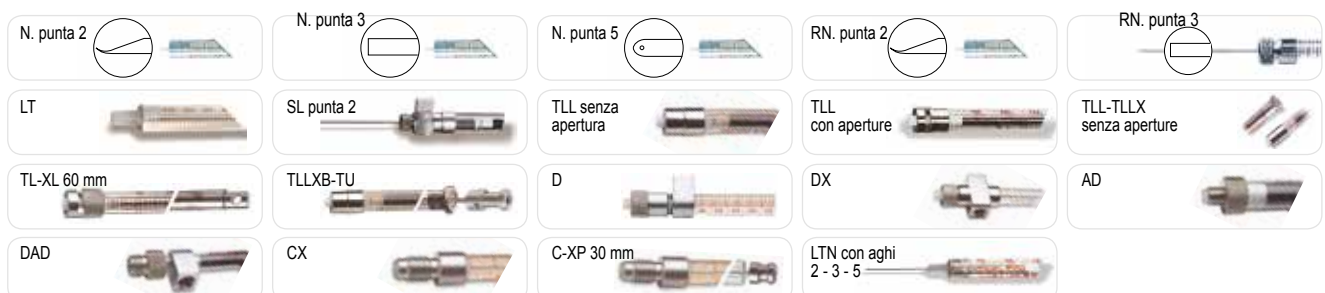 N. punta 2
N. punta 3
N. punta 5
RN. punta 2
RN. punta 3
LT
SL punta 2
TLL senza
apertura
TLL
con aperture
TLL-TLLX
senza aperture
TL-XL 60 mm
TLLXB-TU
D
DX
AD
DAD
CX
C-XP 30 mm
LTN con aghi
2 - 3 - 5